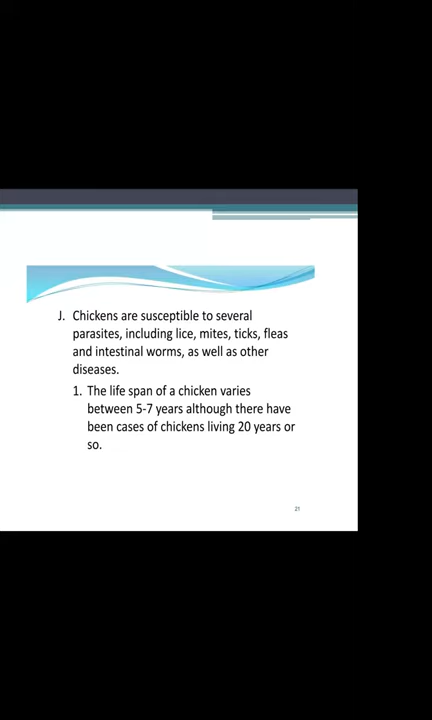 J. Chickens are susceptible to several
parasites, including lice, mites, ticks, fleas
and intestinal worms, as well as other
diseases.
1. The life span of a chicken varies
between 5-7 years although there have
been cases of chickens living 20 years or
so.
21